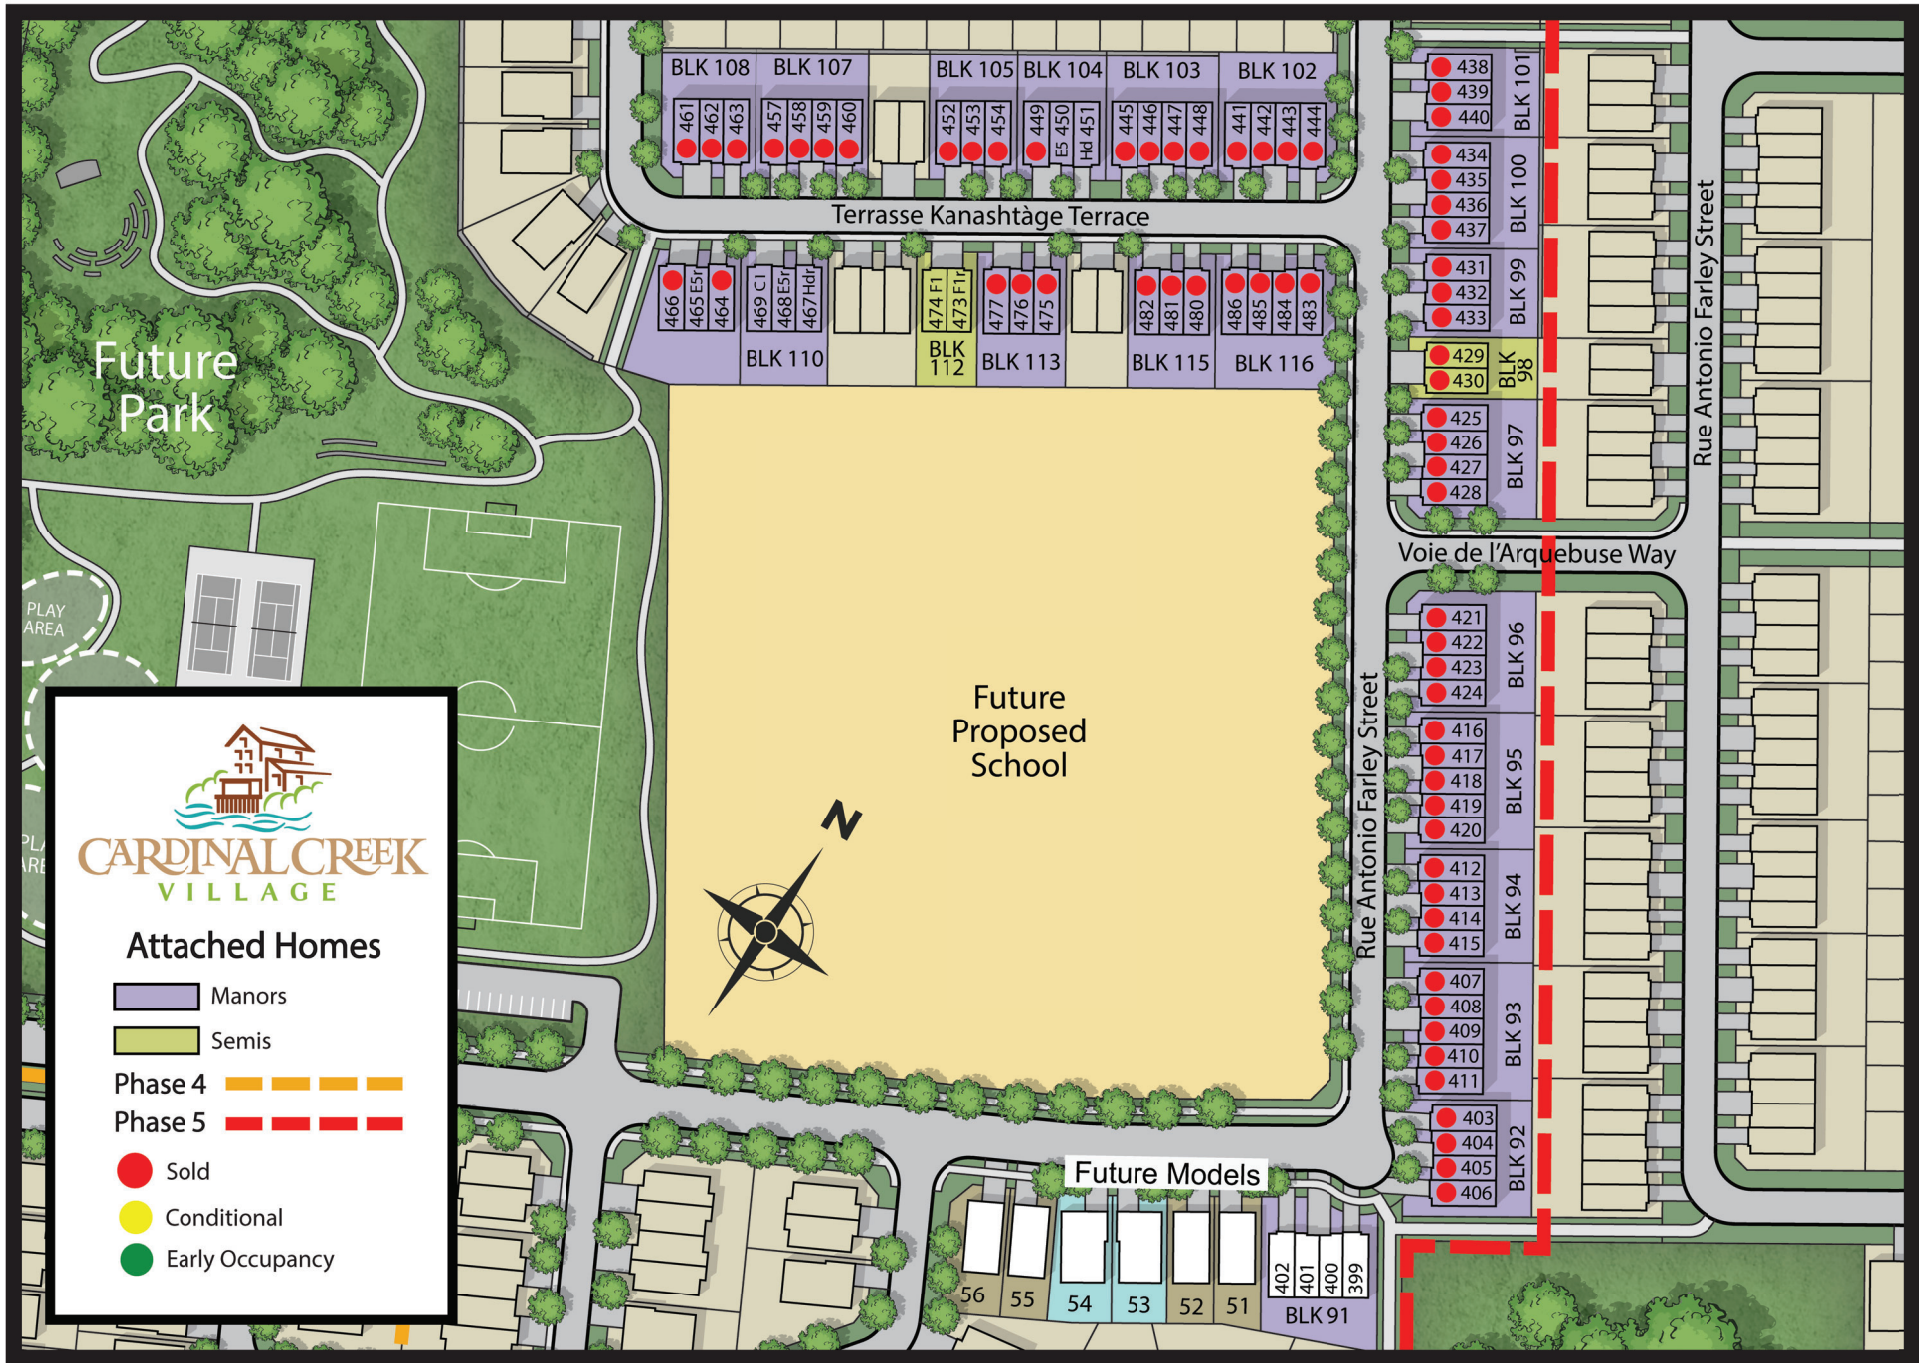 BLK 108
BLK 107
BLK 105
BLK 104
BLK 103
BLK 102
461
462
463
457
458
459
460
452
453
454
449
E5 450
Hd 451
445
446
447
448
441
442
443
444
Terrasse Kanashtàge Terrace
466
465 E5r
464
469 C1
468 E5r
467 Hdr
474 F1
473 F1r
477
476
475
482
481
480
486
485
484
483
BLK 110
BLK
112
BLK 113
BLK 115
BLK 116
438
439
440
BLK 101
434
435
436
437
BLK 100
431
432
433
BLK 99
429
430
BLK
98
425
426
427
428
BLK 97
Rue Antonio Farley Street
Voie de l'Arquebuse Way
421
422
423
424
BLK 96
416
417
418
419
420
BLK 95
412
413
414
415
BLK 94
407
408
409
410
411
BLK 93
403
404
405
406
BLK 92
Rue Antonio Farley Street
Future
Park
PLAY
AREA
Future
Proposed
School
N
CARDINAL CREEK
VILLAGE
Attached Homes
Manors
Semis
Phase 4
Phase 5
Sold
Conditional
Early Occupancy
Future Models
56
55
54
53
52
51
402
401
400
399
BLK 91